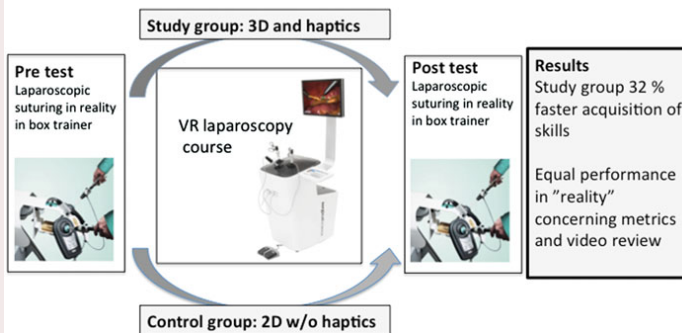 Study group: 3D and haptics
Pre test
Laparoscopic
suturing in reality
in box trainer
VR laparoscopy
course
Post test
Laparoscopic
suturing in reality
in box trainer
Results
Study group 32 %
faster acquisition of
skills
Equal performance
in ”reality”
concerning metrics
and video review
Control group: 2D w/o haptics